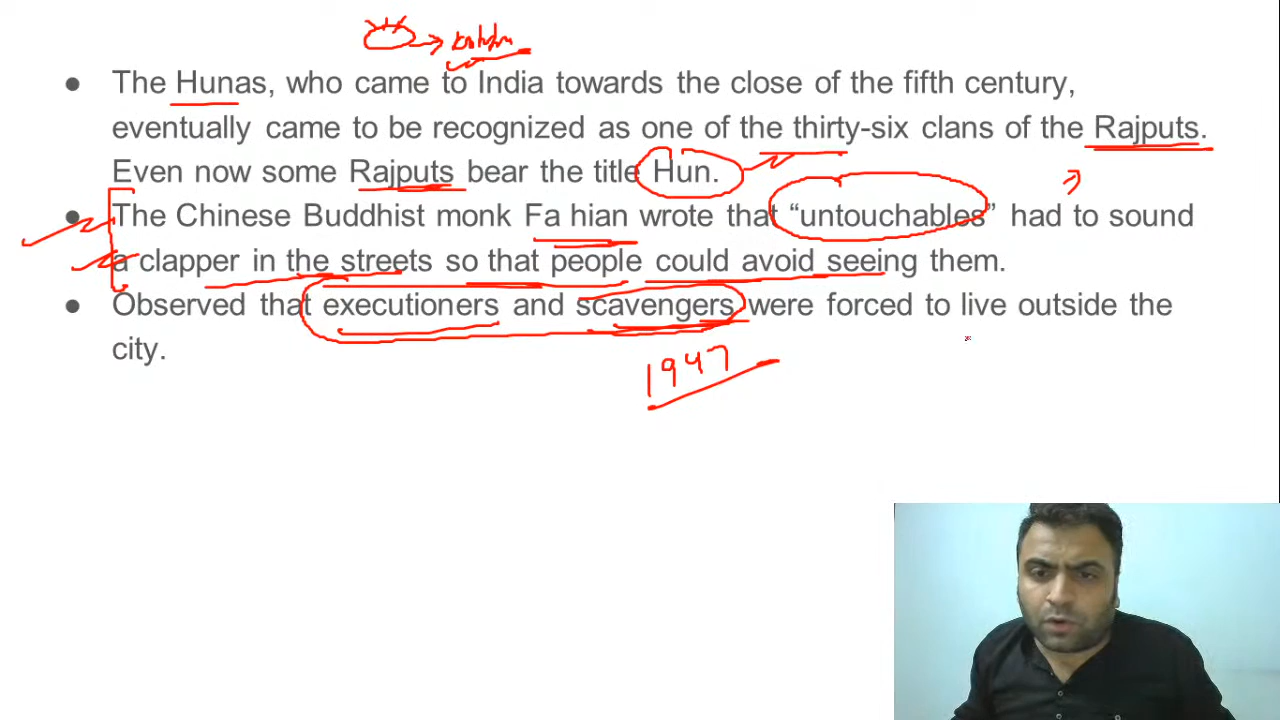 ● The Hunas, who came to India towards the close of the fifth century,
eventually came to be recognized as one of the thirty-six clans of the Rajputs.
Even now some Rajputs bear the title Hun.
● The Chinese Buddhist monk Fa hian wrote that “untouchables” had to sound
a clapper in the streets so that people could avoid seeing them.
● Observed that executioners and scavengers were forced to live outside the
city.
1947